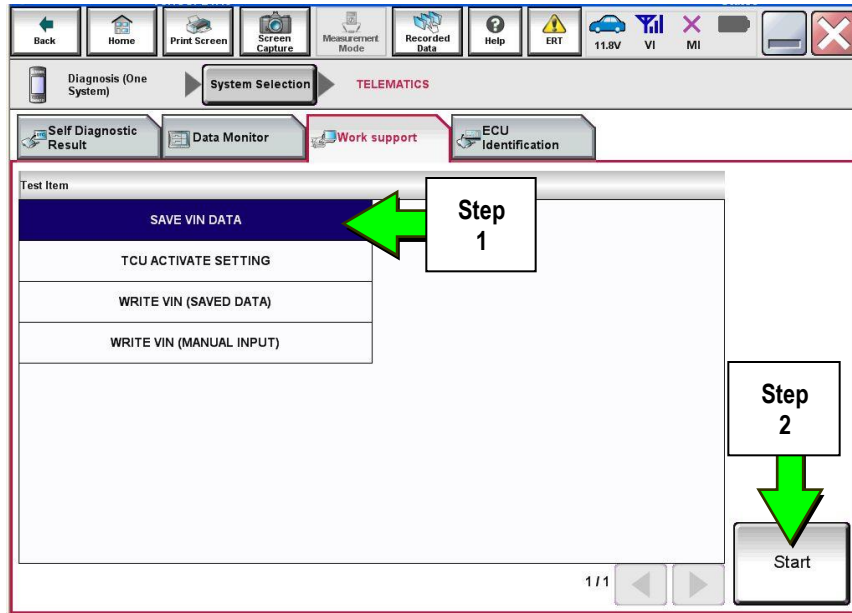 Back
Home
Print Screen
Screen
Capture
Measurement
Mode
Recorded
Data
Help
ERT
11.8V
VI
MI
Diagnosis (One
System)
System Selection
TELEMATICS
Self Diagnostic
Result
Data Monitor
Work support
ECU
Identification
Test Item
SAVE VIN DATA
Step
1
TCU ACTIVATE SETTING
WRITE VIN (SAVED DATA)
WRITE VIN (MANUAL INPUT)
Step
2
Start
1/1